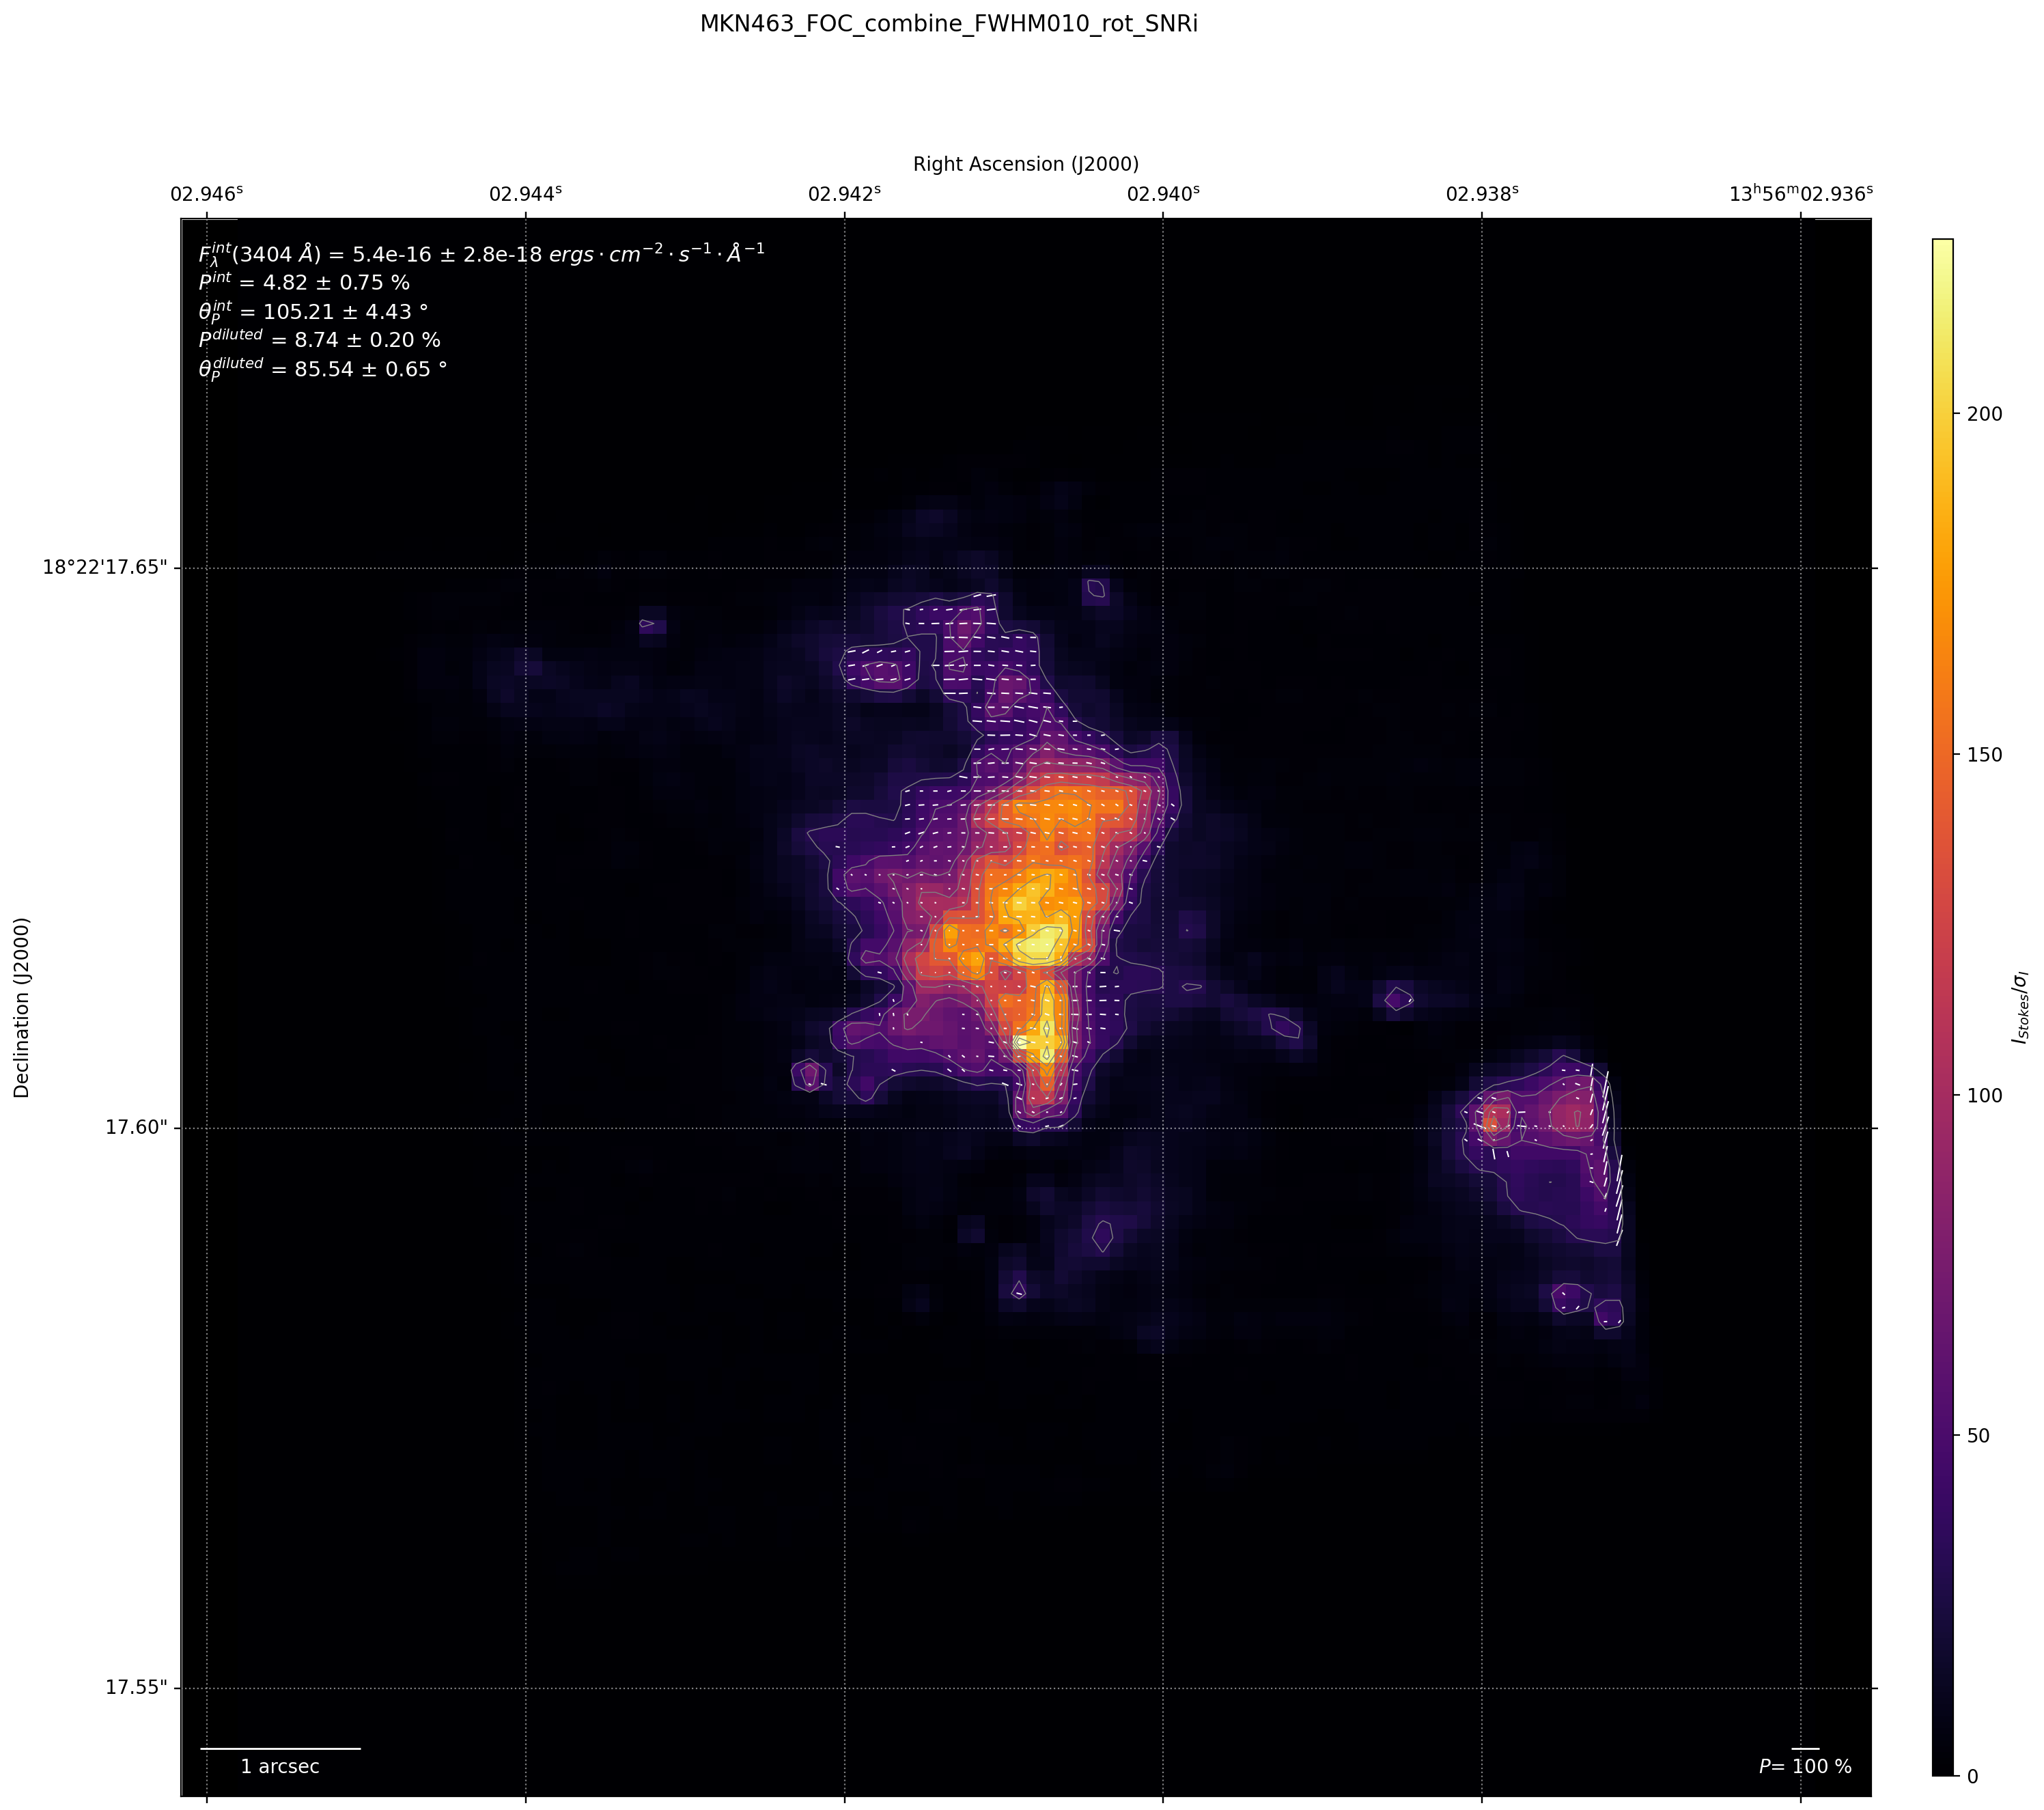 MKN463_FOC_combine_FWHM010_rot_SNRi
Right Ascension (J2000)
02.946ˢ 02.944ˢ 02.942ˢ 02.940ˢ 02.938ˢ 13ʰ56ᵐ02.936ˢ
F_λ^int(3404 Å) = 5.4e-16 ± 2.8e-18 ergs · cm⁻² · s⁻¹ · Å⁻¹
P^int = 4.82 ± 0.75 %
θ_P^int = 105.21 ± 4.43 °
P^diluted = 8.74 ± 0.20 %
θ_P^diluted = 85.54 ± 0.65 °
18°22'17.65"
17.60"
17.55"
Declination (J2000)
1 arcsec
P= 100 %
200
150
100
50
0
I_Stokes/σ_I